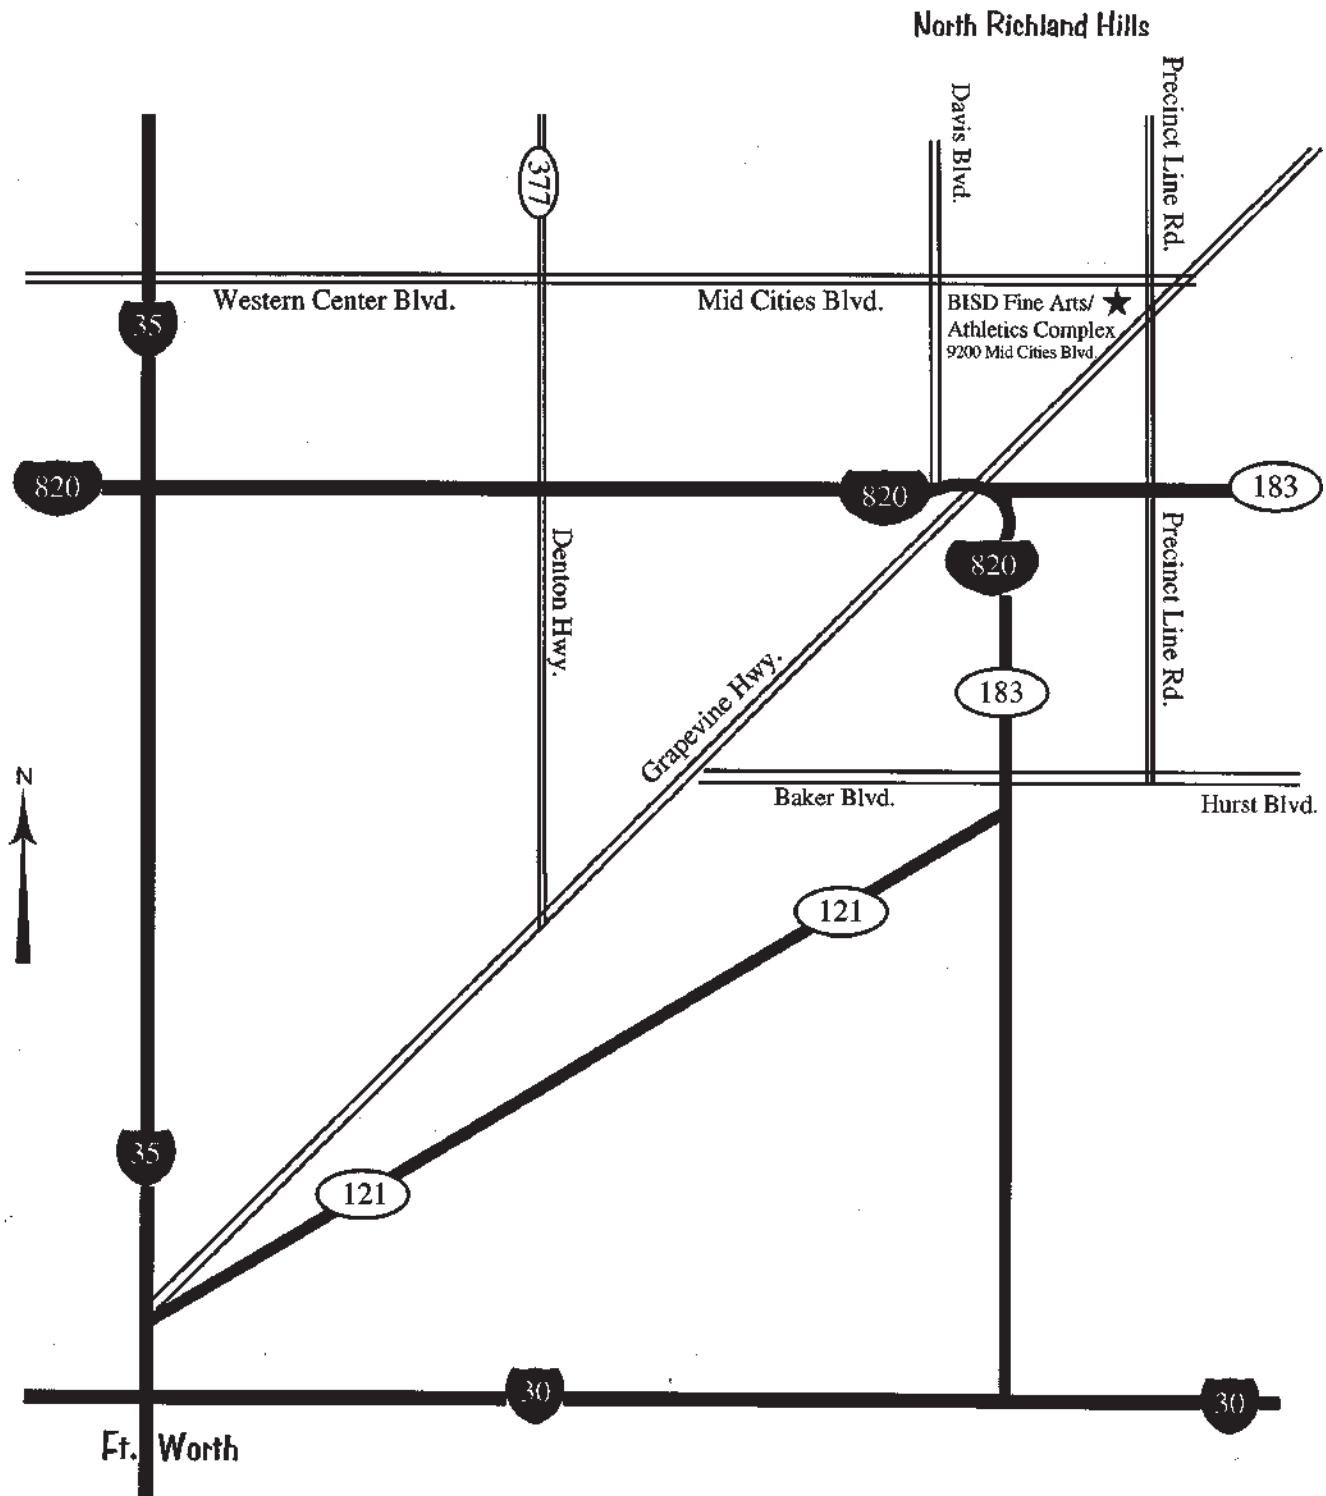 North Richland Hills
Precinct Line Rd.
Davis Blvd.
377
Western Center Blvd.
Mid Cities Blvd.
BISD Fine Arts/
Athletics Complex
9200 Mid Cities Blvd.
35
820
820
183
Denton Hwy.
Precinct Line Rd.
820
Grapevine Hwy.
183
N
Baker Blvd.
Hurst Blvd.
121
35
121
30
30
Ft. Worth